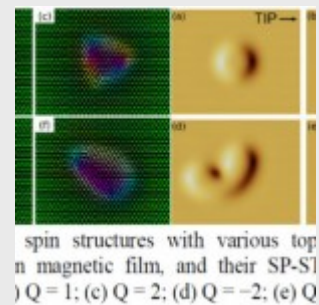 (c)
(a)
TIP→
(f)
(d)
spin structures with various top
n magnetic film, and their SP-ST
) Q = 1; (c) Q = 2; (d) Q = −2; (e) Q